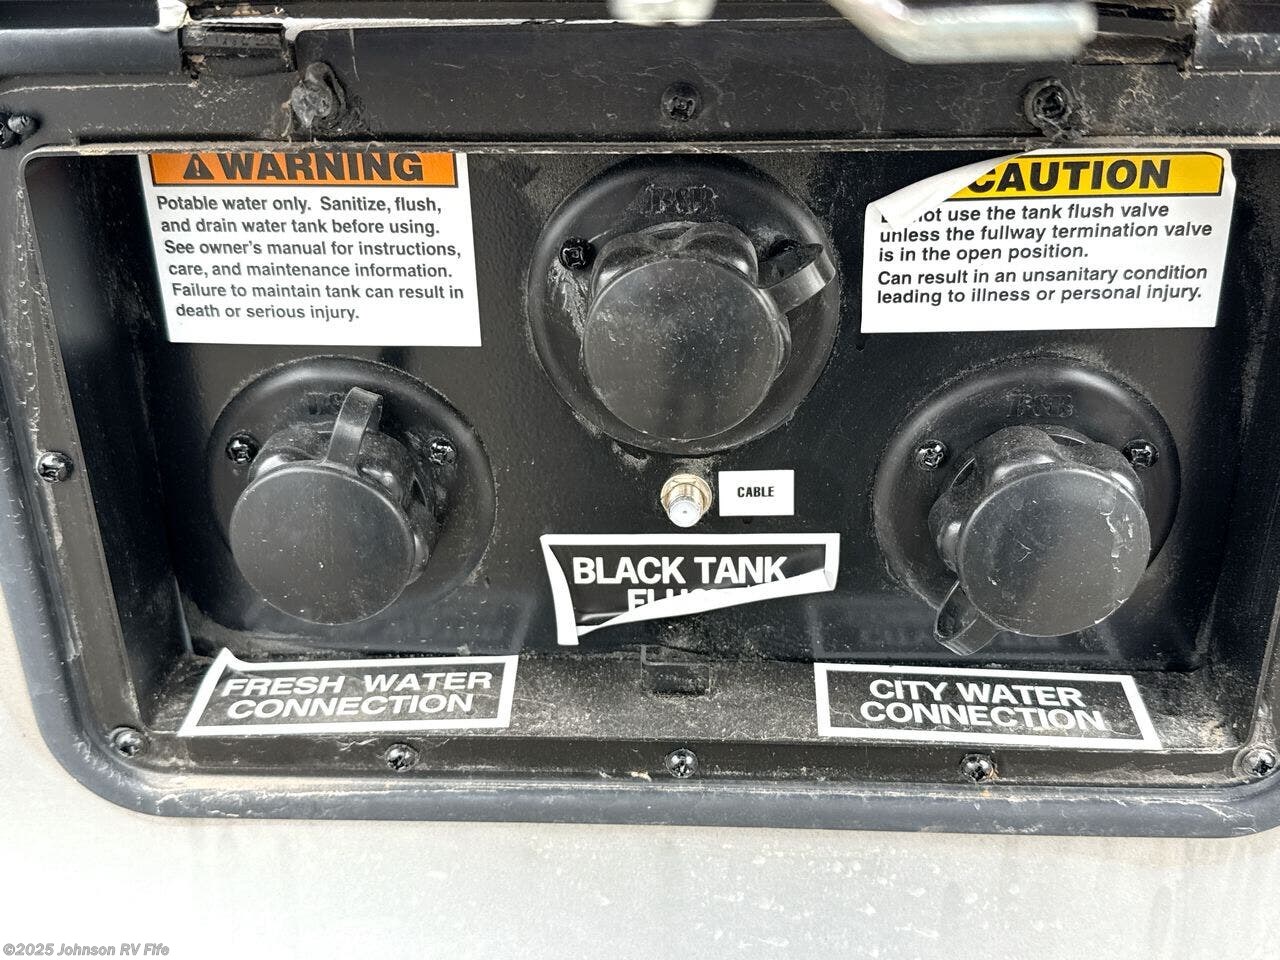 WARNING
Potable water only. Sanitize, flush,
and drain water tank before using.
See owner's manual for instructions,
care, and maintenance information.
Failure to maintain tank can result in
death or serious injury.
B&B
CAUTION
not use the tank flush valve
unless the fullway termination valve
is in the open position.
Can result in an unsanitary condition
leading to illness or personal injury.
B&B
B&B
CABLE
BLACK TANK
FRESH WATER
CONNECTION
CITY WATER
CONNECTION
©2025 Johnson RV Fife